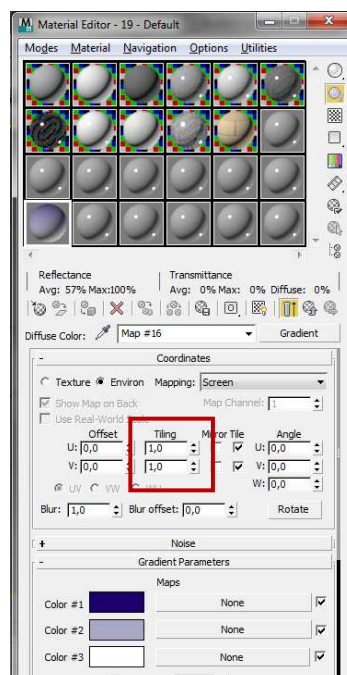 Material Editor - 19 - Default
Modes Material Navigation Options Utilities
Reflectance Transmittance
Avg: 57% Max:100% Avg: 0% Max: 0% Diffuse: 0%
Diffuse Color: Map #16 Gradient
- Coordinates
Texture Environ Mapping: Screen
Show Map on Back Map Channel: 1
Use Real-World Scale
Offset Tiling Mirror Tile Angle
U: 0,0 1,0 U: 0,0
V: 0,0 1,0 V: 0,0
UV VW WU W: 0,0
Blur: 1,0 Blur offset: 0,0 Rotate
+ Noise
- Gradient Parameters
Maps
Color #1 None
Color #2 None
Color #3 None